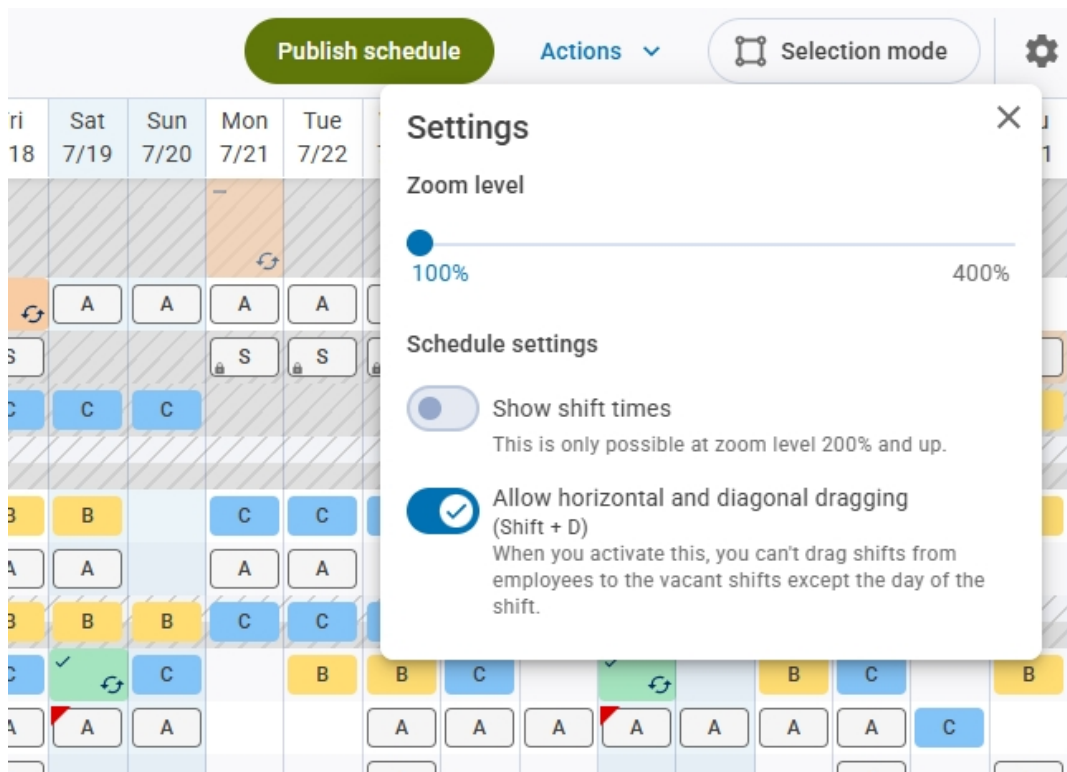 Publish schedule Actions Selection mode
Sat Sun Mon Tue
18 7/19 7/20 7/21 7/22
Settings
Zoom level
100% 400%
Schedule settings
Show shift times
This is only possible at zoom level 200% and up.
Allow horizontal and diagonal dragging
(Shift + D)
When you activate this, you can't drag shifts from
employees to the vacant shifts except the day of the
shift.
A A A A
S S S
C C C
B B C C
A A A A
B B B C C
C C B B C B C B
A A A A A A A A A C